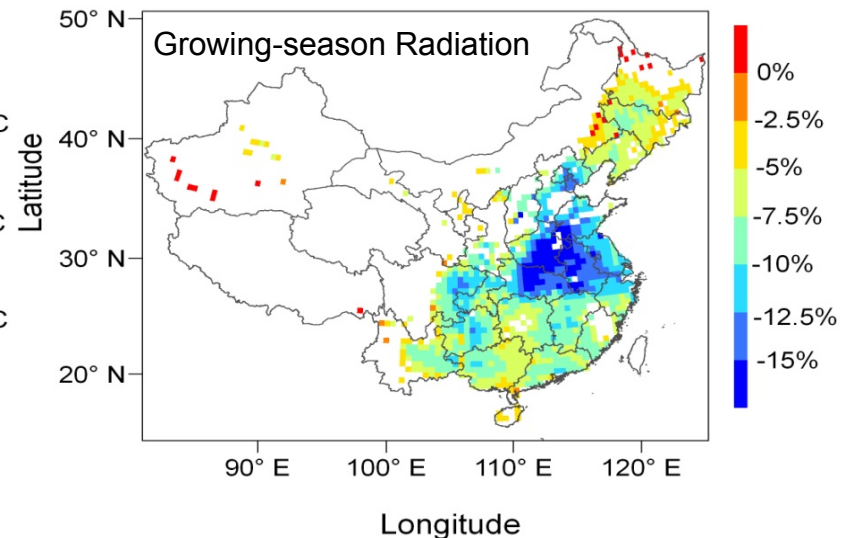 Growing-season Radiation
50° N
40° N
30° N
20° N
Latitude
C
C
C
90° E
100° E
110° E
120° E
Longitude
0%
-2.5%
-5%
-7.5%
-10%
-12.5%
-15%